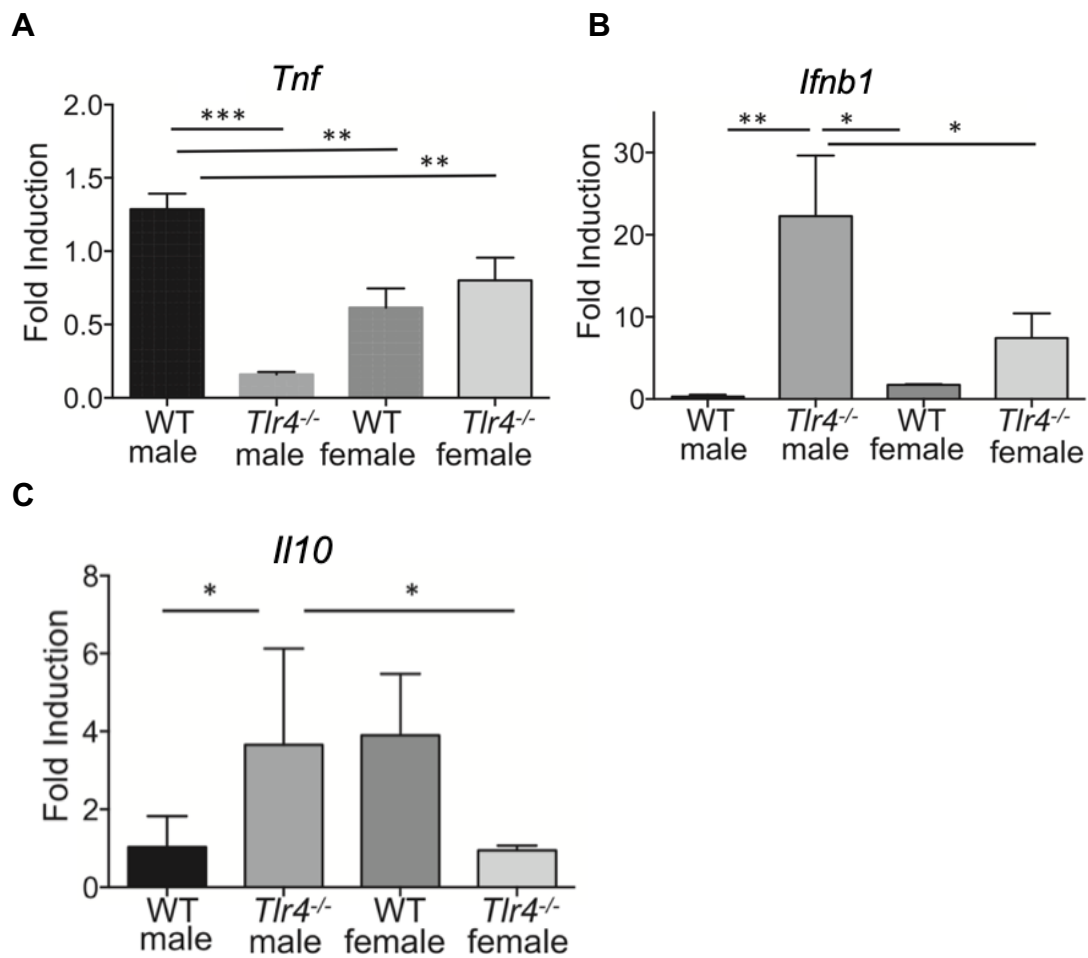 A
Tnf
Fold Induction
2.0
1.5
1.0
0.5
0.0
***
**
**
WT male
Tlr4-/- male
WT female
Tlr4-/- female
B
Ifnb1
Fold Induction
30
20
10
0
**
*
*
WT male
Tlr4-/- male
WT female
Tlr4-/- female
C
Il10
Fold Induction
8
6
4
2
0
*
*
WT male
Tlr4-/- male
WT female
Tlr4-/- female